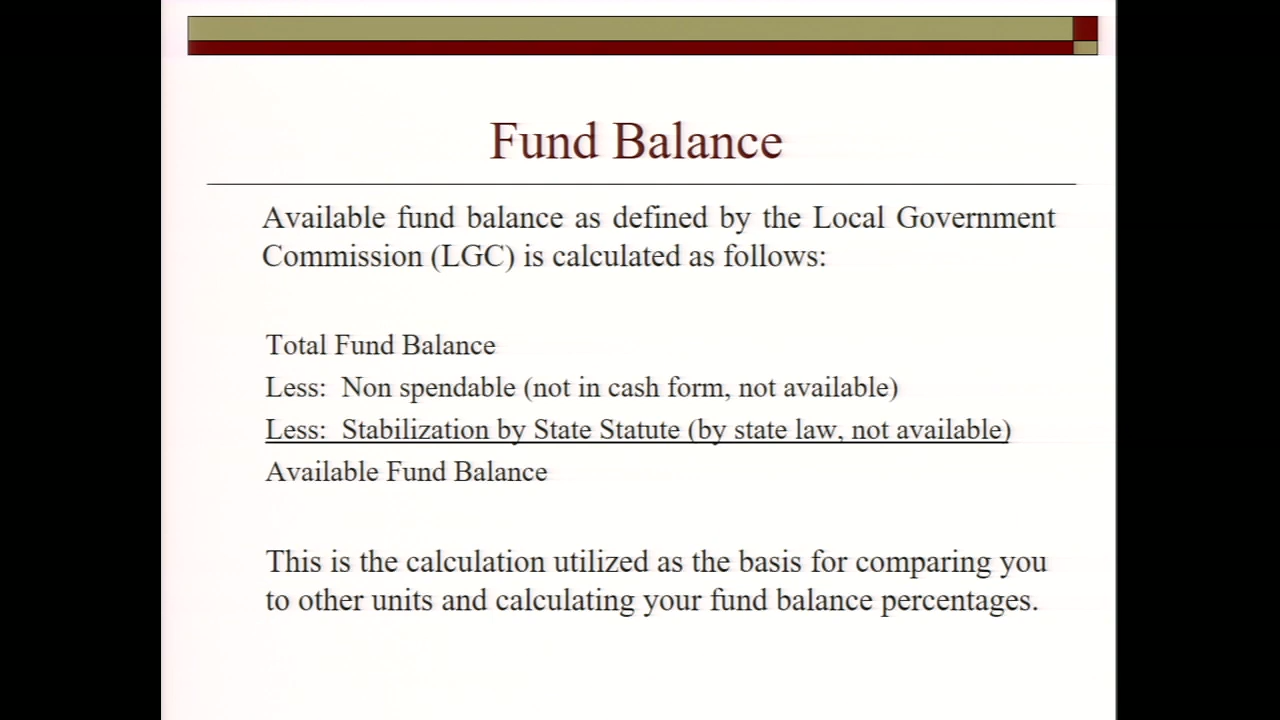 Fund Balance
Available fund balance as defined by the Local Government
Commission (LGC) is calculated as follows:
Total Fund Balance
Less:  Non spendable (not in cash form, not available)
Less:  Stabilization by State Statute (by state law, not available)
Available Fund Balance
This is the calculation utilized as the basis for comparing you
to other units and calculating your fund balance percentages.